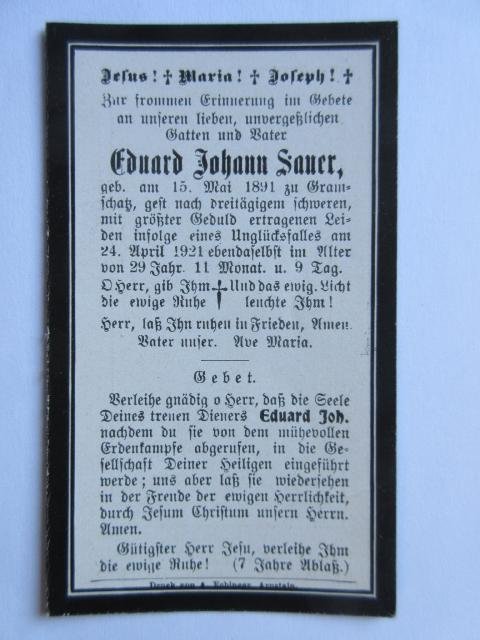 Jesus! ✝ Maria! ✝ Joseph! ✝
Zur frommen Erinnerung im Gebete
an unseren lieben, unvergeßlichen
Gatten und Vater
Eduard Johann Sauer,
geb. am 15. Mai 1891 zu Gram-
schatz, gest nach dreitägigem schweren,
mit größter Geduld ertragenen Lei-
den infolge eines Unglücksfalles am
24. April 1921 ebendaselbst im Alter
von 29 Jahr. 11 Monat. u. 9 Tag.
O Herr, gib Ihm ✝ Und das ewig. Licht
die ewige Ruhe leuchte Ihm!
Herr, laß Ihn ruhen in Frieden, Amen.
Vater unser. Ave Maria.
Gebet.
Verleihe gnädig o Herr, daß die Seele
Deines treuen Dieners Eduard Joh.
nachdem du sie von dem mühevollen
Erdenkampfe abgerufen, in die Ge-
sellschaft Deiner Heiligen eingeführt
werde; uns aber laß sie wiedersehen
in der Freude der ewigen Herrlichkeit,
durch Jesum Christum unsern Herrn.
Amen.
Gütigster Herr Jesu, verleihe Ihm
die ewige Ruhe! (7 Jahre Ablaß.)
Druck von A. Arnstein.